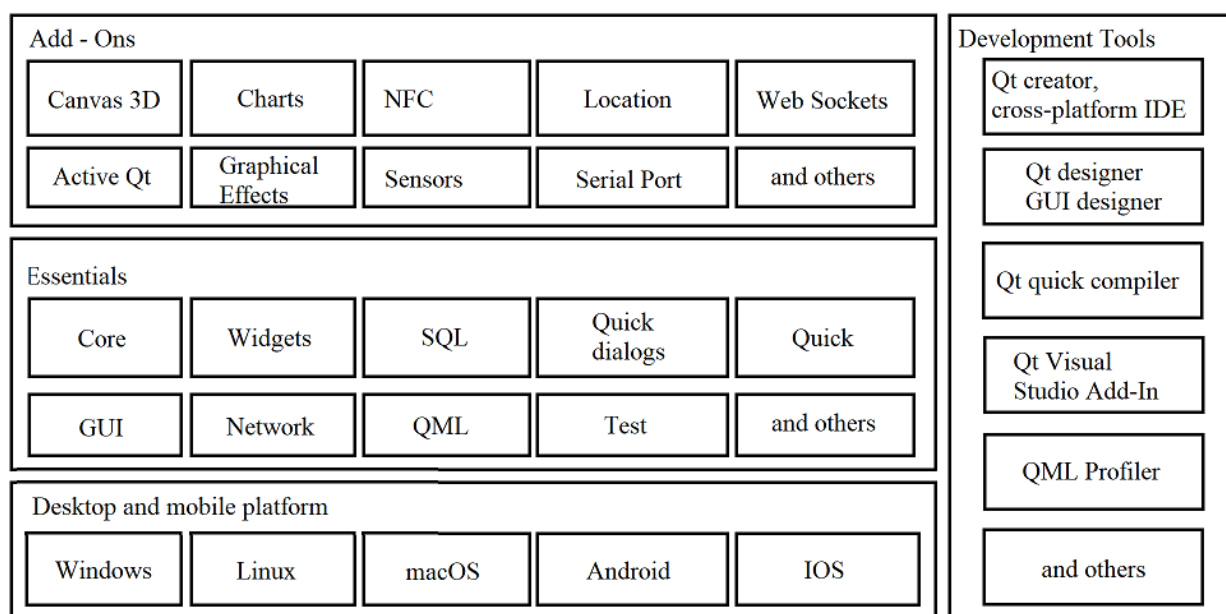 Add - Ons
Canvas 3D
Charts
NFC
Location
Web Sockets
Active Qt
Graphical
Effects
Sensors
Serial Port
and others
Essentials
Core
Widgets
SQL
Quick
dialogs
Quick
GUI
Network
QML
Test
and others
Desktop and mobile platform
Windows
Linux
macOS
Android
IOS
Development Tools
Qt creator,
cross-platform IDE
Qt designer
GUI designer
Qt quick compiler
Qt Visual
Studio Add-In
QML Profiler
and others